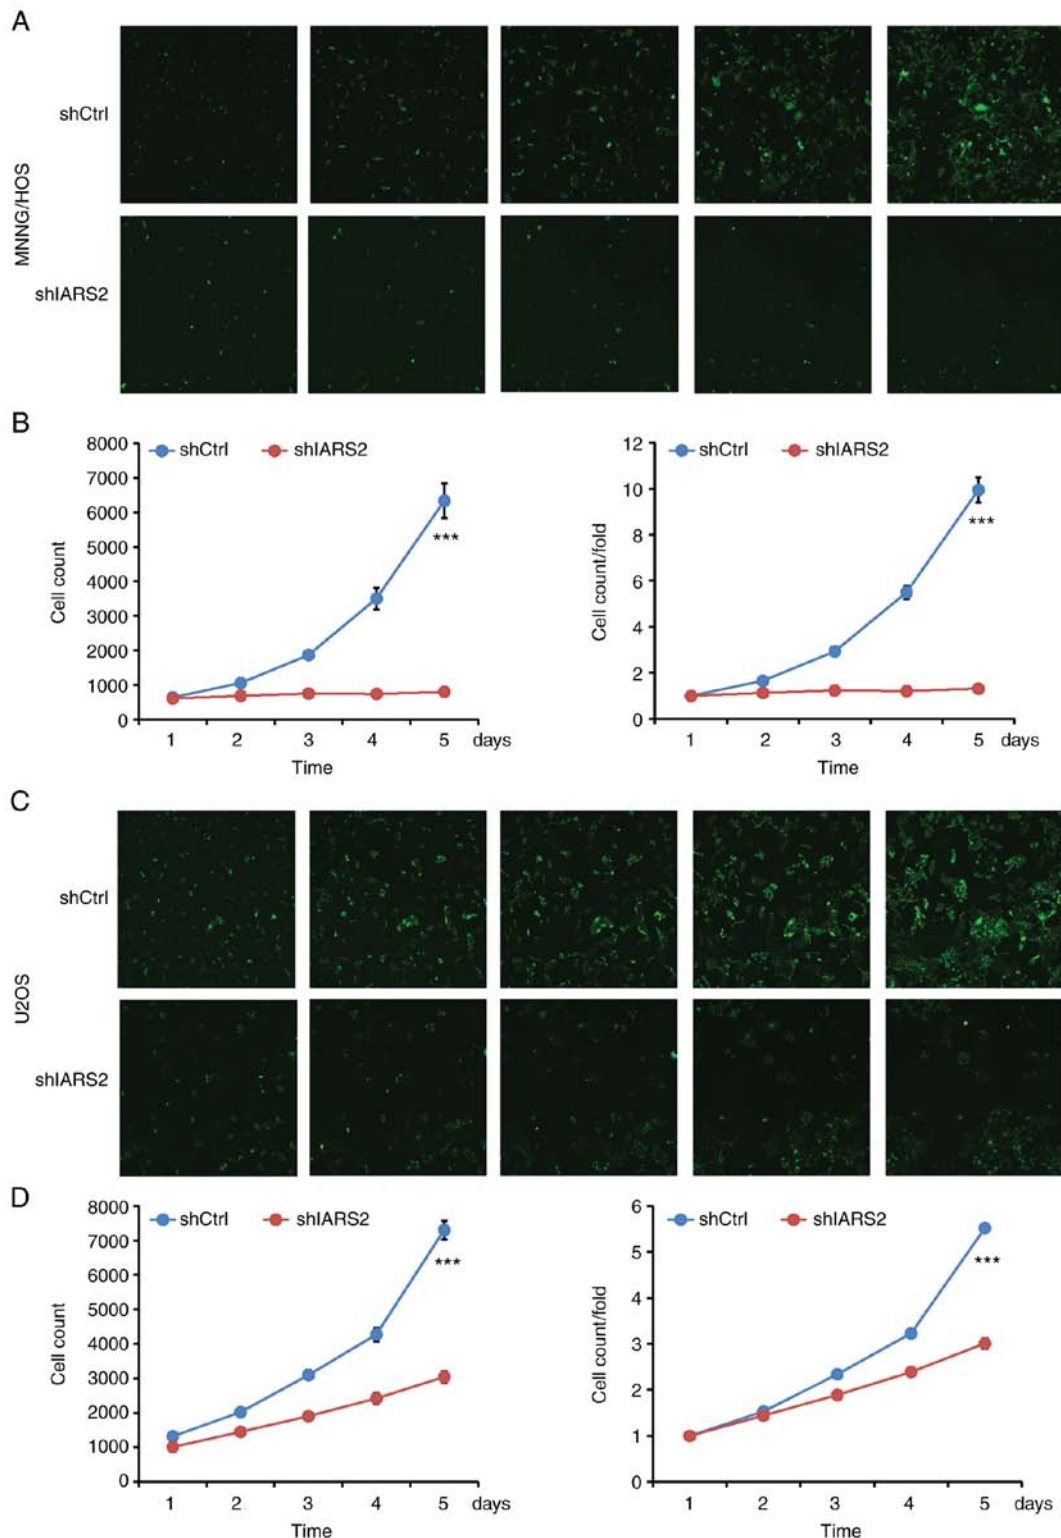 A
shCtrl
MNNG/HOS
shIARS2
B
shCtrl shIARS2
8000
7000
6000
5000
4000
3000
2000
1000
0
Cell count
***
1 2 3 4 5 days
Time
shCtrl shIARS2
12
10
8
6
4
2
0
Cell count/fold
***
1 2 3 4 5 days
Time
C
shCtrl
U2OS
shIARS2
D
shCtrl shIARS2
8000
7000
6000
5000
4000
3000
2000
1000
0
Cell count
***
1 2 3 4 5 days
Time
shCtrl shIARS2
6
5
4
3
2
1
0
Cell count/fold
***
1 2 3 4 5 days
Time